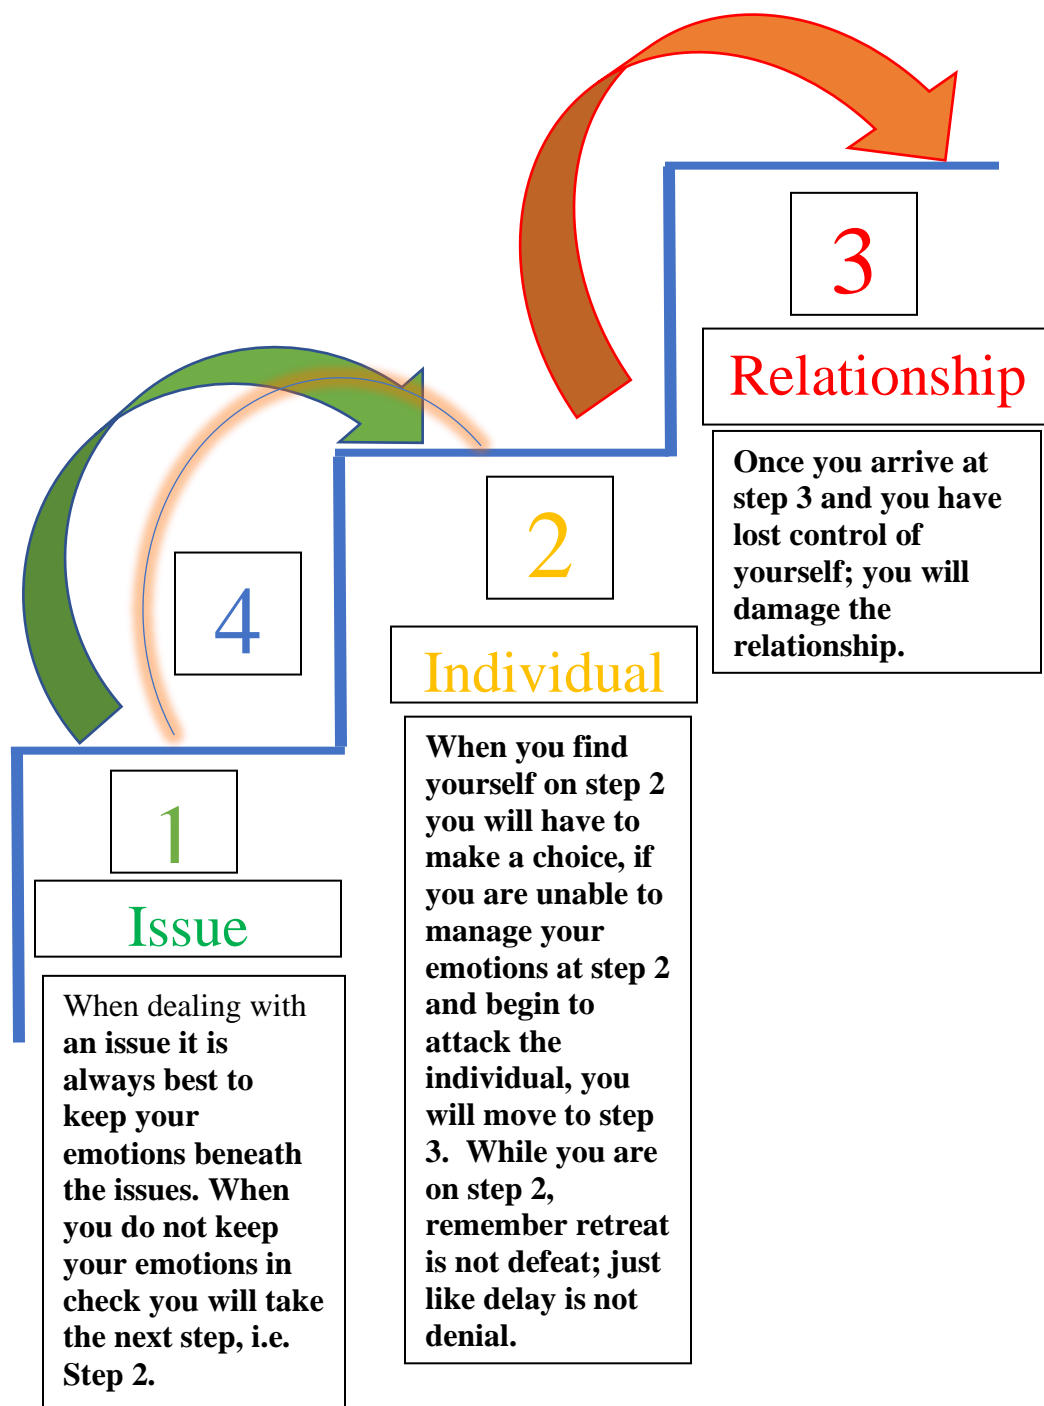 3
Relationship
Once you arrive at
step 3 and you have
lost control of
yourself; you will
damage the
relationship.
2
Individual
When you find
yourself on step 2
you will have to
make a choice, if
you are unable to
manage your
emotions at step 2
and begin to
attack the
individual, you
will move to step
3.  While you are
on step 2,
remember retreat
is not defeat; just
like delay is not
denial.
4
1
Issue
When dealing with
an issue it is
always best to
keep your
emotions beneath
the issues. When
you do not keep
your emotions in
check you will take
the next step, i.e.
Step 2.